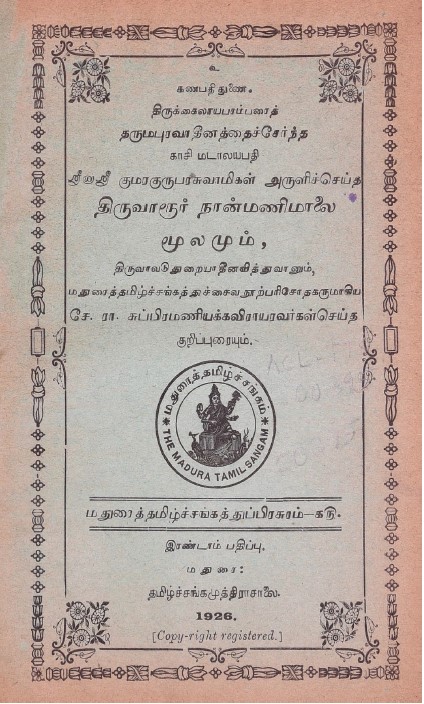 உ
கணபதி துணை.
திருக்கைலாயபரம்பரைத்
தருமபுரவாதீனத்தைச்சேர்ந்த
காசி மடாலயபதி
ஸ்ரீலஸ்ரீ குமரகுருபரசுவாமிகள் அருளிச்செய்த
திருவாரூர் நான்மணிமாலை
மூலமும்,
திருவாவடுதுறையாதீனவித்துவானும்,
மதுரைத்தமிழ்ச்சங்கத்துச்சைவநூற்பரிசோதகருமாகிய
சே. ரா. சுப்பிரமணியக்கவிராயரவர்கள்செய்த
குறிப்புரையும்.
மதுரைத்தமிழ்ச்சங்கம்
THE MADURA TAMIL SANGAM
மதுரைத்தமிழ்ச்சங்கத்துப்பிரசுரம்—கடு.
இரண்டாம் பதிப்பு.
மதுரை:
தமிழ்ச்சங்கமுத்திராசாலை.
1926.
[Copy-right registered.]